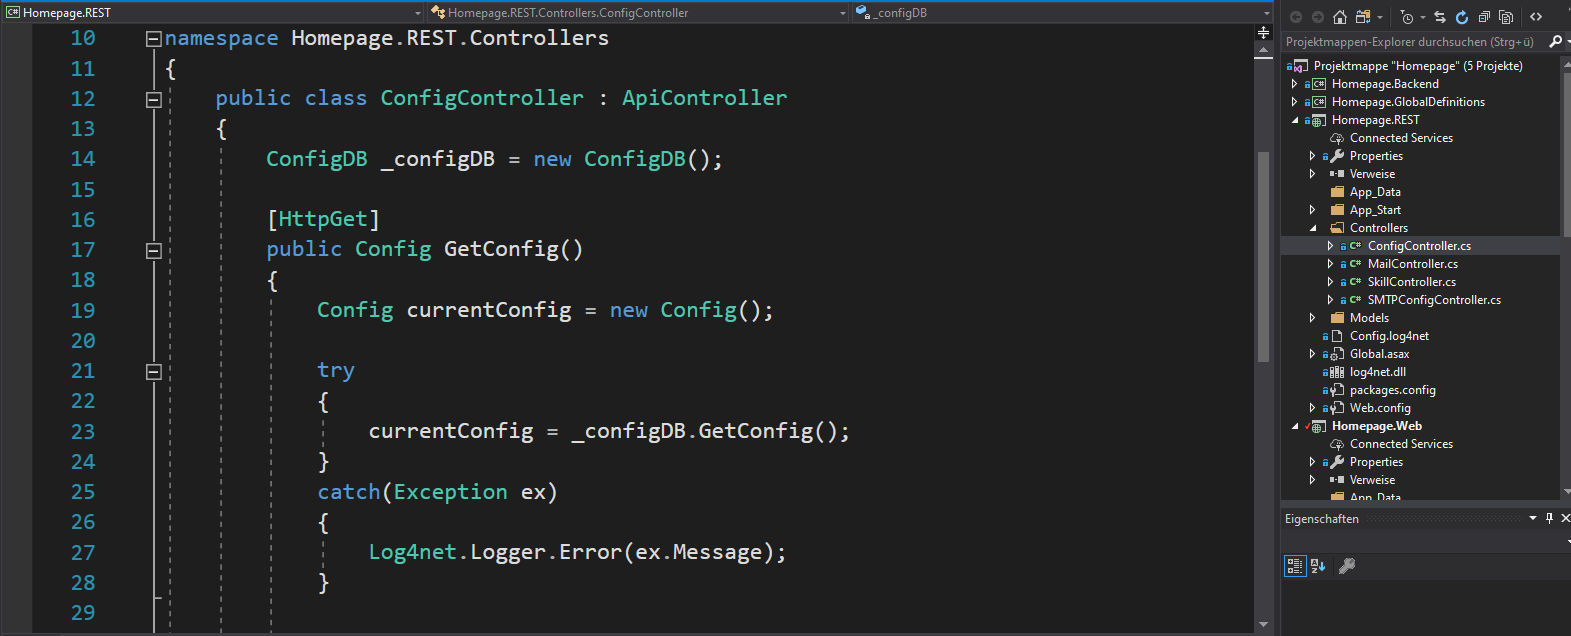 C# Homepage.REST
Homepage.REST.Controllers.ConfigController
_configDB
10 namespace Homepage.REST.Controllers
11 {
12 public class ConfigController : ApiController
13 {
14 ConfigDB _configDB = new ConfigDB();
15
16 [HttpGet]
17 public Config GetConfig()
18 {
19 Config currentConfig = new Config();
20
21 try
22 {
23 currentConfig = _configDB.GetConfig();
24 }
25 catch(Exception ex)
26 {
27 Log4net.Logger.Error(ex.Message);
28 }
29
Projektmappen-Explorer durchsuchen (Strg+ü)
Projektmappe "Homepage" (5 Projekte)
C# Homepage.Backend
C# Homepage.GlobalDefinitions
Homepage.REST
Connected Services
Properties
Verweise
App_Data
App_Start
Controllers
C# ConfigController.cs
C# MailController.cs
C# SkillController.cs
C# SMTPConfigController.cs
Models
Config.log4net
Global.asax
log4net.dll
packages.config
Web.config
Homepage.Web
Connected Services
Properties
Verweise
App_Data
Eigenschaften